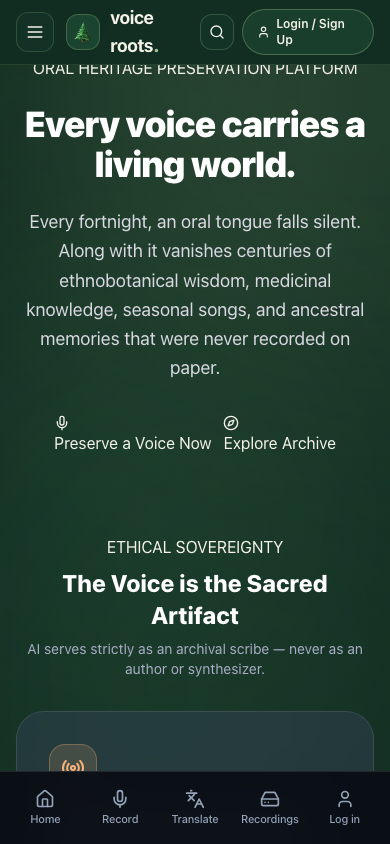 voice
roots.
Login / Sign
Up
ORAL HERITAGE PRESERVATION PLATFORM
Every voice carries a
living world.
Every fortnight, an oral tongue falls silent.
Along with it vanishes centuries of
ethnobotanical wisdom, medicinal
knowledge, seasonal songs, and ancestral
memories that were never recorded on
paper.
Preserve a Voice Now
Explore Archive
ETHICAL SOVEREIGNTY
The Voice is the Sacred
Artifact
AI serves strictly as an archival scribe — never as an
author or synthesizer.
Home
Record
Translate
Recordings
Log in